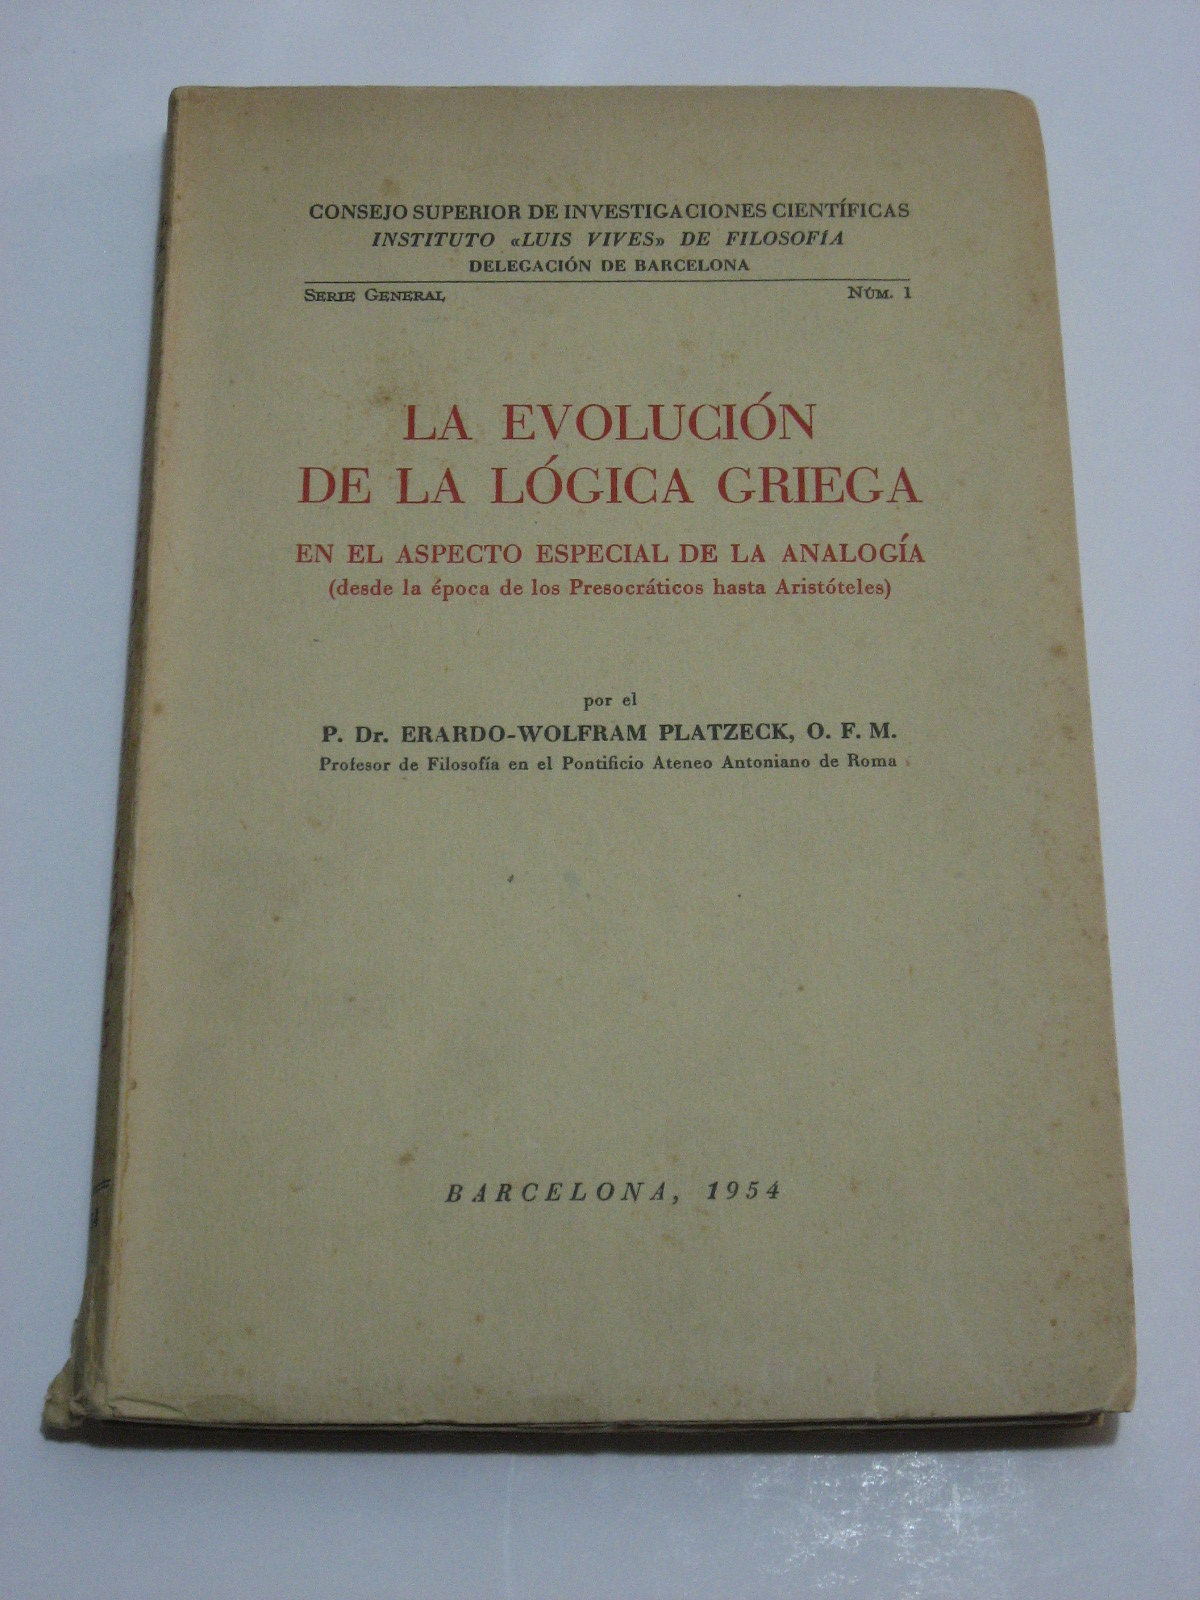 CONSEJO SUPERIOR DE INVESTIGACIONES CIENTÍFICAS
INSTITUTO «LUIS VIVES» DE FILOSOFÍA
DELEGACIÓN DE BARCELONA
SERIE GENERAL NÚM. 1
LA EVOLUCIÓN
DE LA LÓGICA GRIEGA
EN EL ASPECTO ESPECIAL DE LA ANALOGÍA
(desde la época de los Presocráticos hasta Aristóteles)
por el
P. Dr. ERARDO-WOLFRAM PLATZECK, O. F. M.
Profesor de Filosofía en el Pontificio Ateneo Antoniano de Roma
BARCELONA, 1954